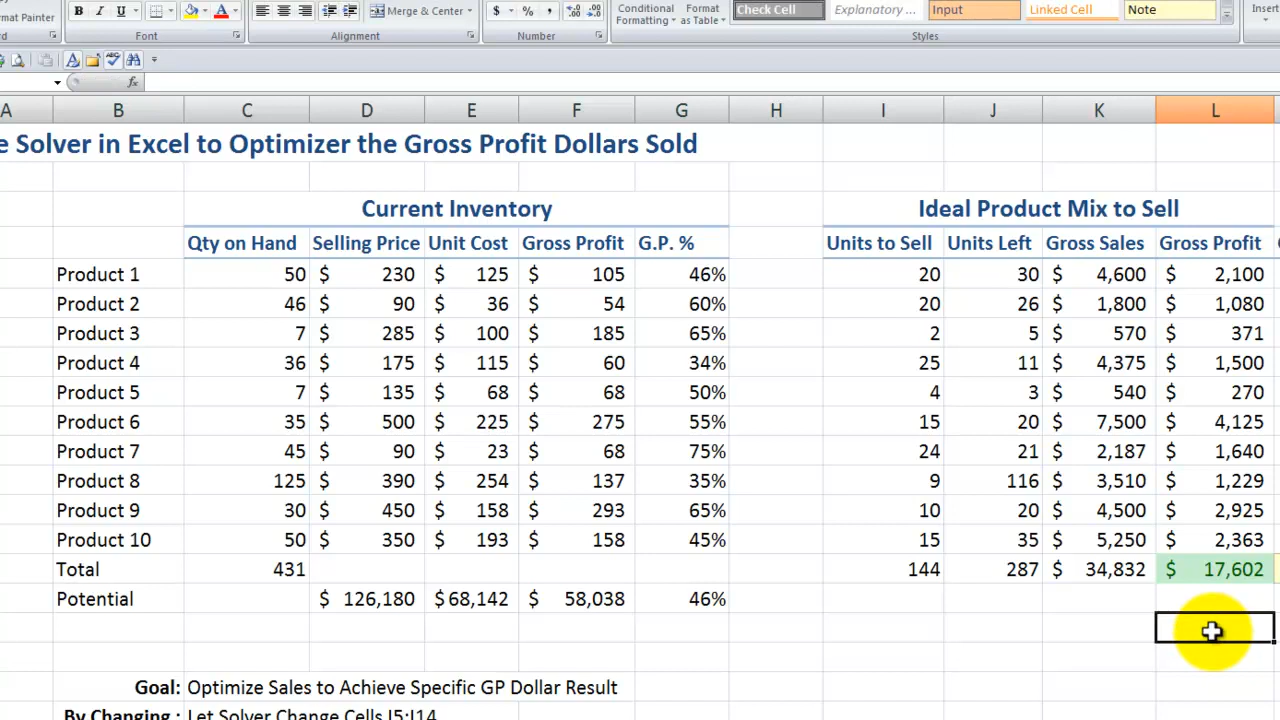 Check Cell Explanatory ... Input Linked Cell Note
Format Painter B I U Merge & Center $ % , Conditional Formatting Format as Table Insert
Font Alignment Number Styles
fx
A B C D E F G H I J K L
e Solver in Excel to Optimizer the Gross Profit Dollars Sold
Current Inventory Ideal Product Mix to Sell
Qty on Hand Selling Price Unit Cost Gross Profit G.P. % Units to Sell Units Left Gross Sales Gross Profit
Product 1 50 $ 230 $ 125 $ 105 46% 20 30 $ 4,600 $ 2,100
Product 2 46 $ 90 $ 36 $ 54 60% 20 26 $ 1,800 $ 1,080
Product 3 7 $ 285 $ 100 $ 185 65% 2 5 $ 570 $ 371
Product 4 36 $ 175 $ 115 $ 60 34% 25 11 $ 4,375 $ 1,500
Product 5 7 $ 135 $ 68 $ 68 50% 4 3 $ 540 $ 270
Product 6 35 $ 500 $ 225 $ 275 55% 15 20 $ 7,500 $ 4,125
Product 7 45 $ 90 $ 23 $ 68 75% 24 21 $ 2,187 $ 1,640
Product 8 125 $ 390 $ 254 $ 137 35% 9 116 $ 3,510 $ 1,229
Product 9 30 $ 450 $ 158 $ 293 65% 10 20 $ 4,500 $ 2,925
Product 10 50 $ 350 $ 193 $ 158 45% 15 35 $ 5,250 $ 2,363
Total 431 144 287 $ 34,832 $ 17,602
Potential $ 126,180 $ 68,142 $ 58,038 46%
Goal: Optimize Sales to Achieve Specific GP Dollar Result
By Changing : Let Solver Change Cells I5:I14